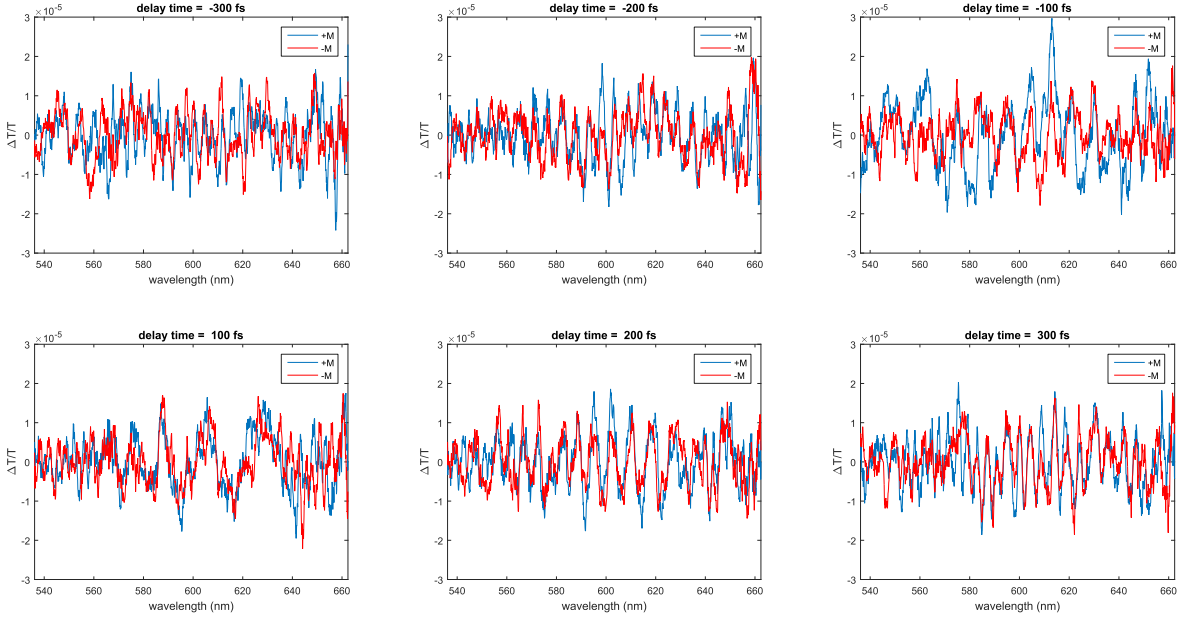 delay time =  -300 fs
×10-5
3
2
1
0
-1
-2
-3
ΔT/T
540 560 580 600 620 640 660
wavelength (nm)
+M
-M
delay time =  -200 fs
×10-5
3
2
1
0
-1
-2
-3
ΔT/T
540 560 580 600 620 640 660
wavelength (nm)
+M
-M
delay time =  -100 fs
×10-5
3
2
1
0
-1
-2
-3
ΔT/T
540 560 580 600 620 640 660
wavelength (nm)
+M
-M
delay time =  100 fs
×10-5
3
2
1
0
-1
-2
-3
ΔT/T
540 560 580 600 620 640 660
wavelength (nm)
+M
-M
delay time =  200 fs
×10-5
3
2
1
0
-1
-2
-3
ΔT/T
540 560 580 600 620 640 660
wavelength (nm)
+M
-M
delay time =  300 fs
×10-5
3
2
1
0
-1
-2
-3
ΔT/T
540 560 580 600 620 640 660
wavelength (nm)
+M
-M